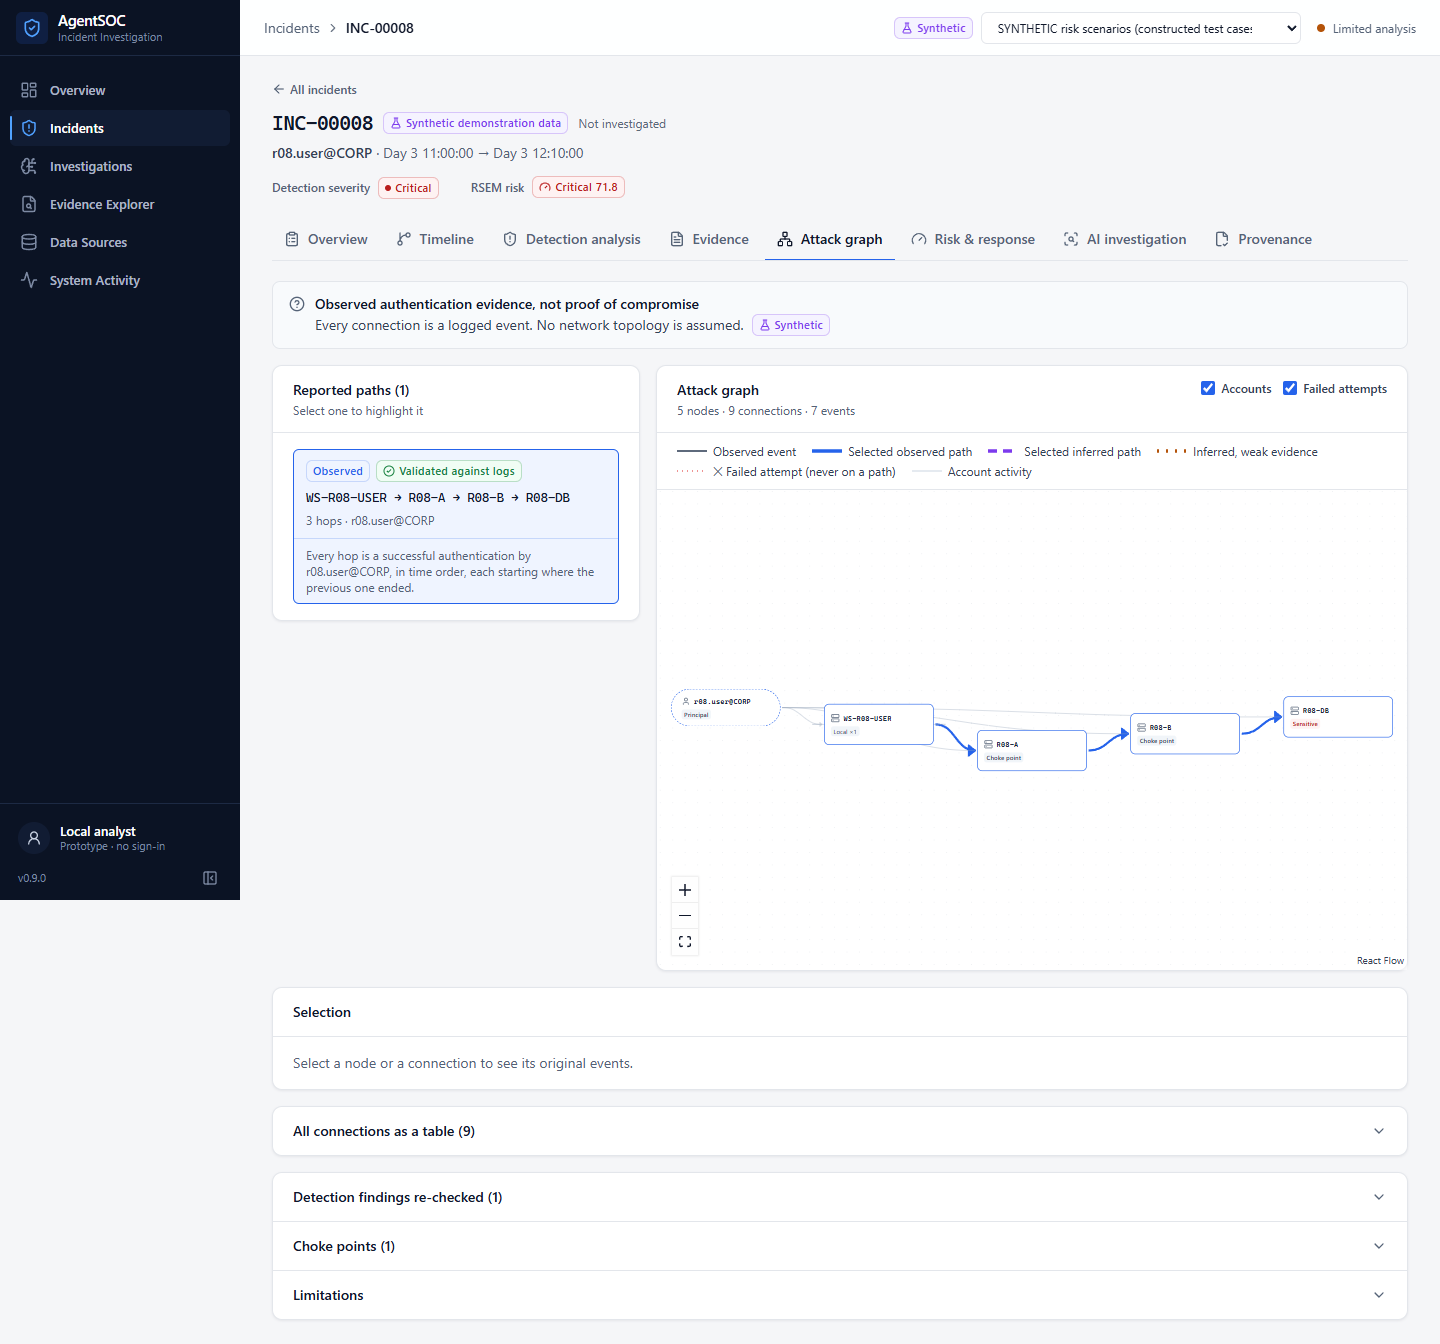 AgentSOC
Incident Investigation
Overview
Incidents
Investigations
Evidence Explorer
Data Sources
System Activity
Local analyst
Prototype · no sign-in
v0.9.0
Incidents > INC-00008
Synthetic
SYNTHETIC risk scenarios (constructed test cases
Limited analysis
← All incidents
INC-00008 Synthetic demonstration data Not investigated
r08.user@CORP · Day 3 11:00:00 → Day 3 12:10:00
Detection severity Critical RSEM risk Critical 71.8
Overview Timeline Detection analysis Evidence Attack graph Risk & response AI investigation Provenance
Observed authentication evidence, not proof of compromise
Every connection is a logged event. No network topology is assumed. Synthetic
Reported paths (1)
Select one to highlight it
Observed Validated against logs
WS-R08-USER → R08-A → R08-B → R08-DB
3 hops · r08.user@CORP
Every hop is a successful authentication by
r08.user@CORP, in time order, each starting where the
previous one ended.
Attack graph
5 nodes · 9 connections · 7 events
Accounts Failed attempts
Observed event Selected observed path Selected inferred path Inferred, weak evidence
Failed attempt (never on a path) Account activity
r08.user@CORP
Principal
WS-R08-USER
Local ×1
R08-A
Choke point
R08-B
Choke point
R08-DB
Sensitive
React Flow
Selection
Select a node or a connection to see its original events.
All connections as a table (9)
Detection findings re-checked (1)
Choke points (1)
Limitations